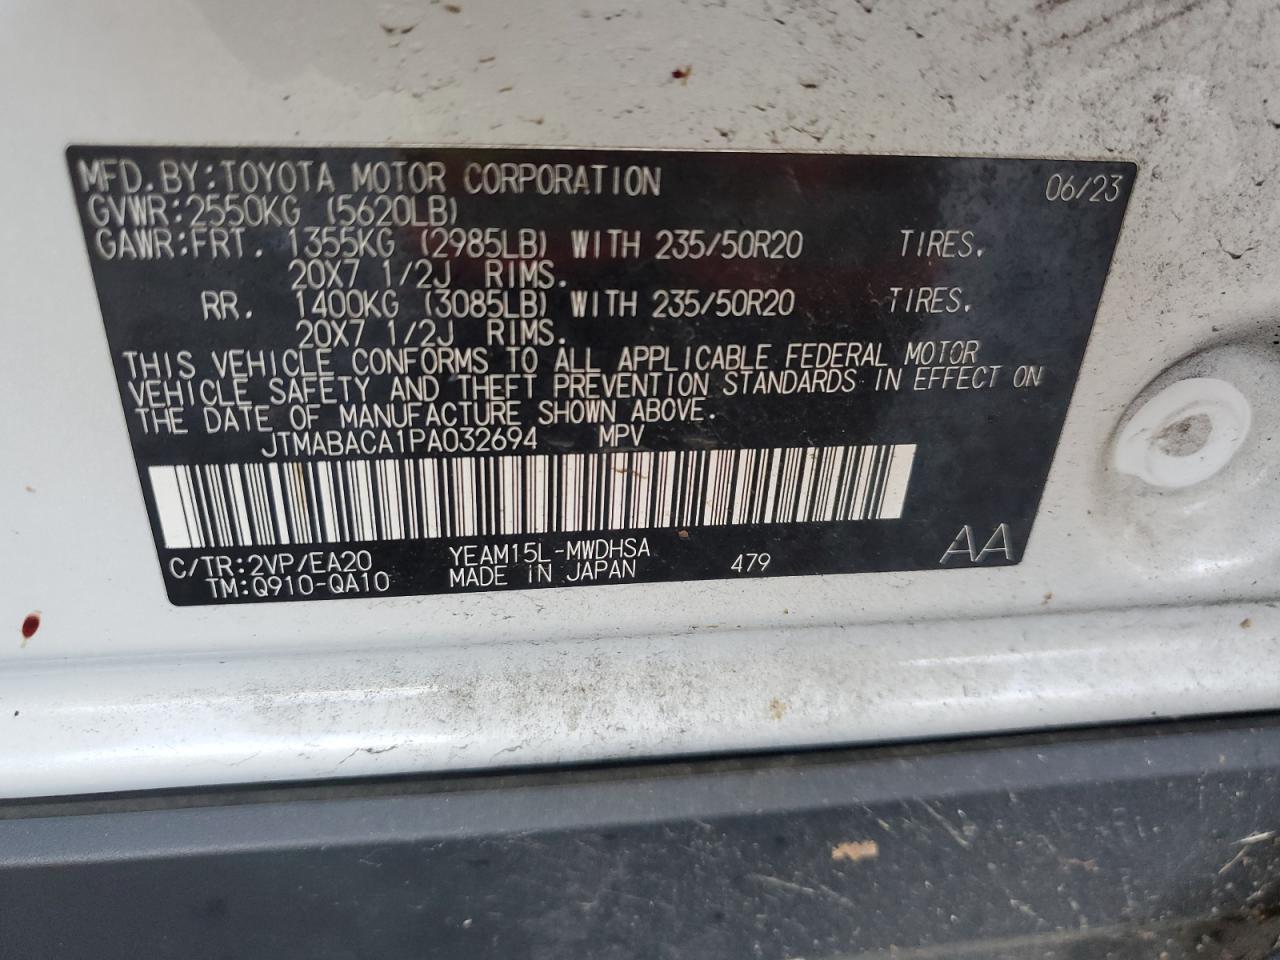 MFD.BY:TOYOTA MOTOR CORPORATION 06/23
GVWR:2550KG (5620LB)
GAWR:FRT. 1355KG (2985LB) WITH 235/50R20 TIRES.
20X7 1/2J RIMS.
RR. 1400KG (3085LB) WITH 235/50R20 TIRES.
20X7 1/2J RIMS.
THIS VEHICLE CONFORMS TO ALL APPLICABLE FEDERAL MOTOR
VEHICLE SAFETY AND THEFT PREVENTION STANDARDS IN EFFECT ON
THE DATE OF MANUFACTURE SHOWN ABOVE.
JTMABACA1PA032694 MPV
C/TR:2VP/EA20 YEAM15L-MWDHSA
TM:Q910-QA10 MADE IN JAPAN 479 AA